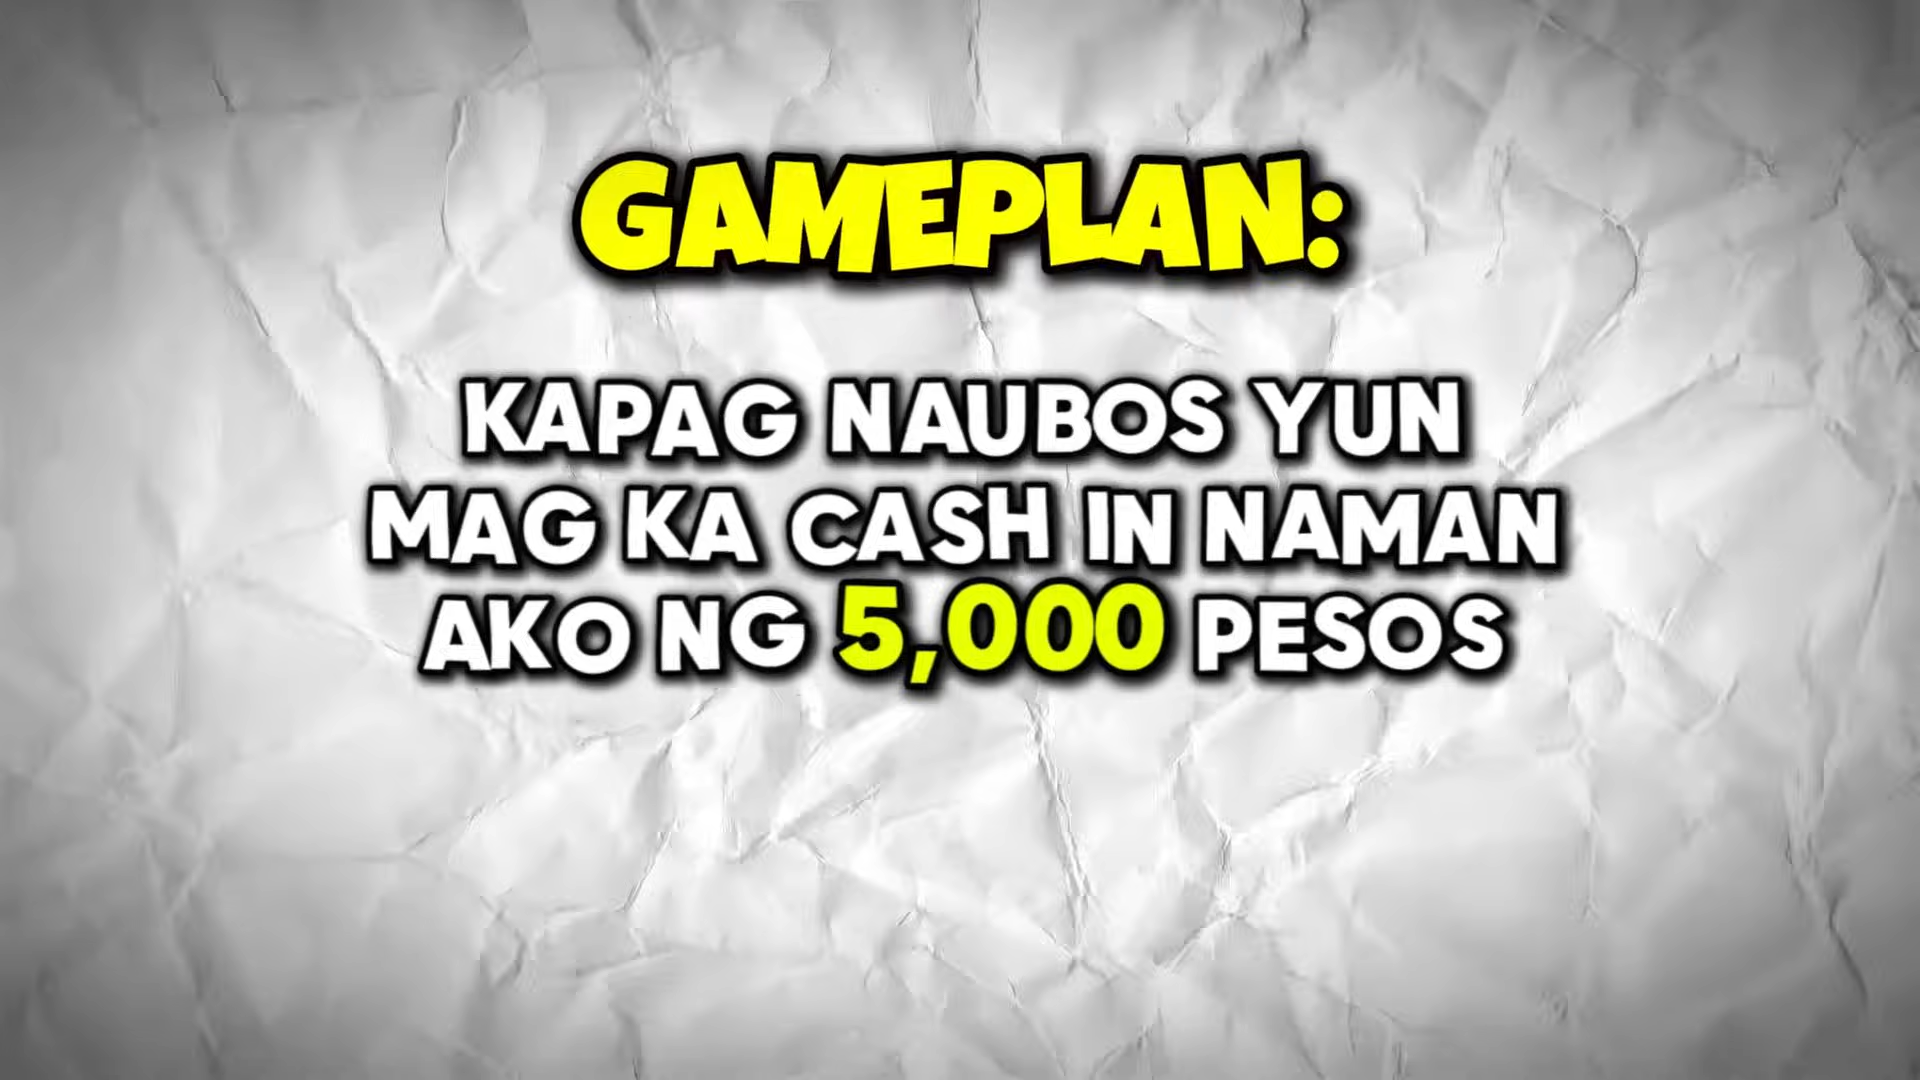 GAMEPLAN:
KAPAG NAUBOS YUN
MAG KA CASH IN NAMAN
AKO NG 5,000 PESOS